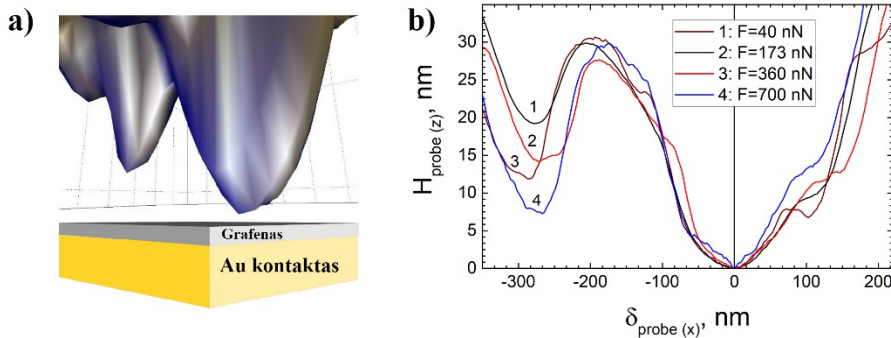 a)
Grafenas
Au kontaktas
b)
H probe (z), nm
35
30
25
20
15
10
5
0
1: F=40 nN
2: F=173 nN
3: F=360 nN
4: F=700 nN
1
2
3
4
-300 -200 -100 0 100 200
δ probe (x), nm